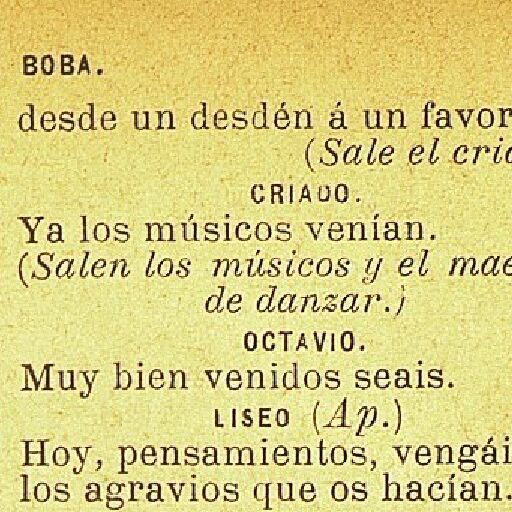 BOBA.
desde un desdén á un favor
(Sale el cria
CRIADO.
Ya los músicos venían.
(Salen los músicos y el mae
de danzar.)
OCTAVIO.
Muy bien venidos seais.
LISEO (Ap.)
Hoy, pensamientos, vengái
los agravios que os hacían.